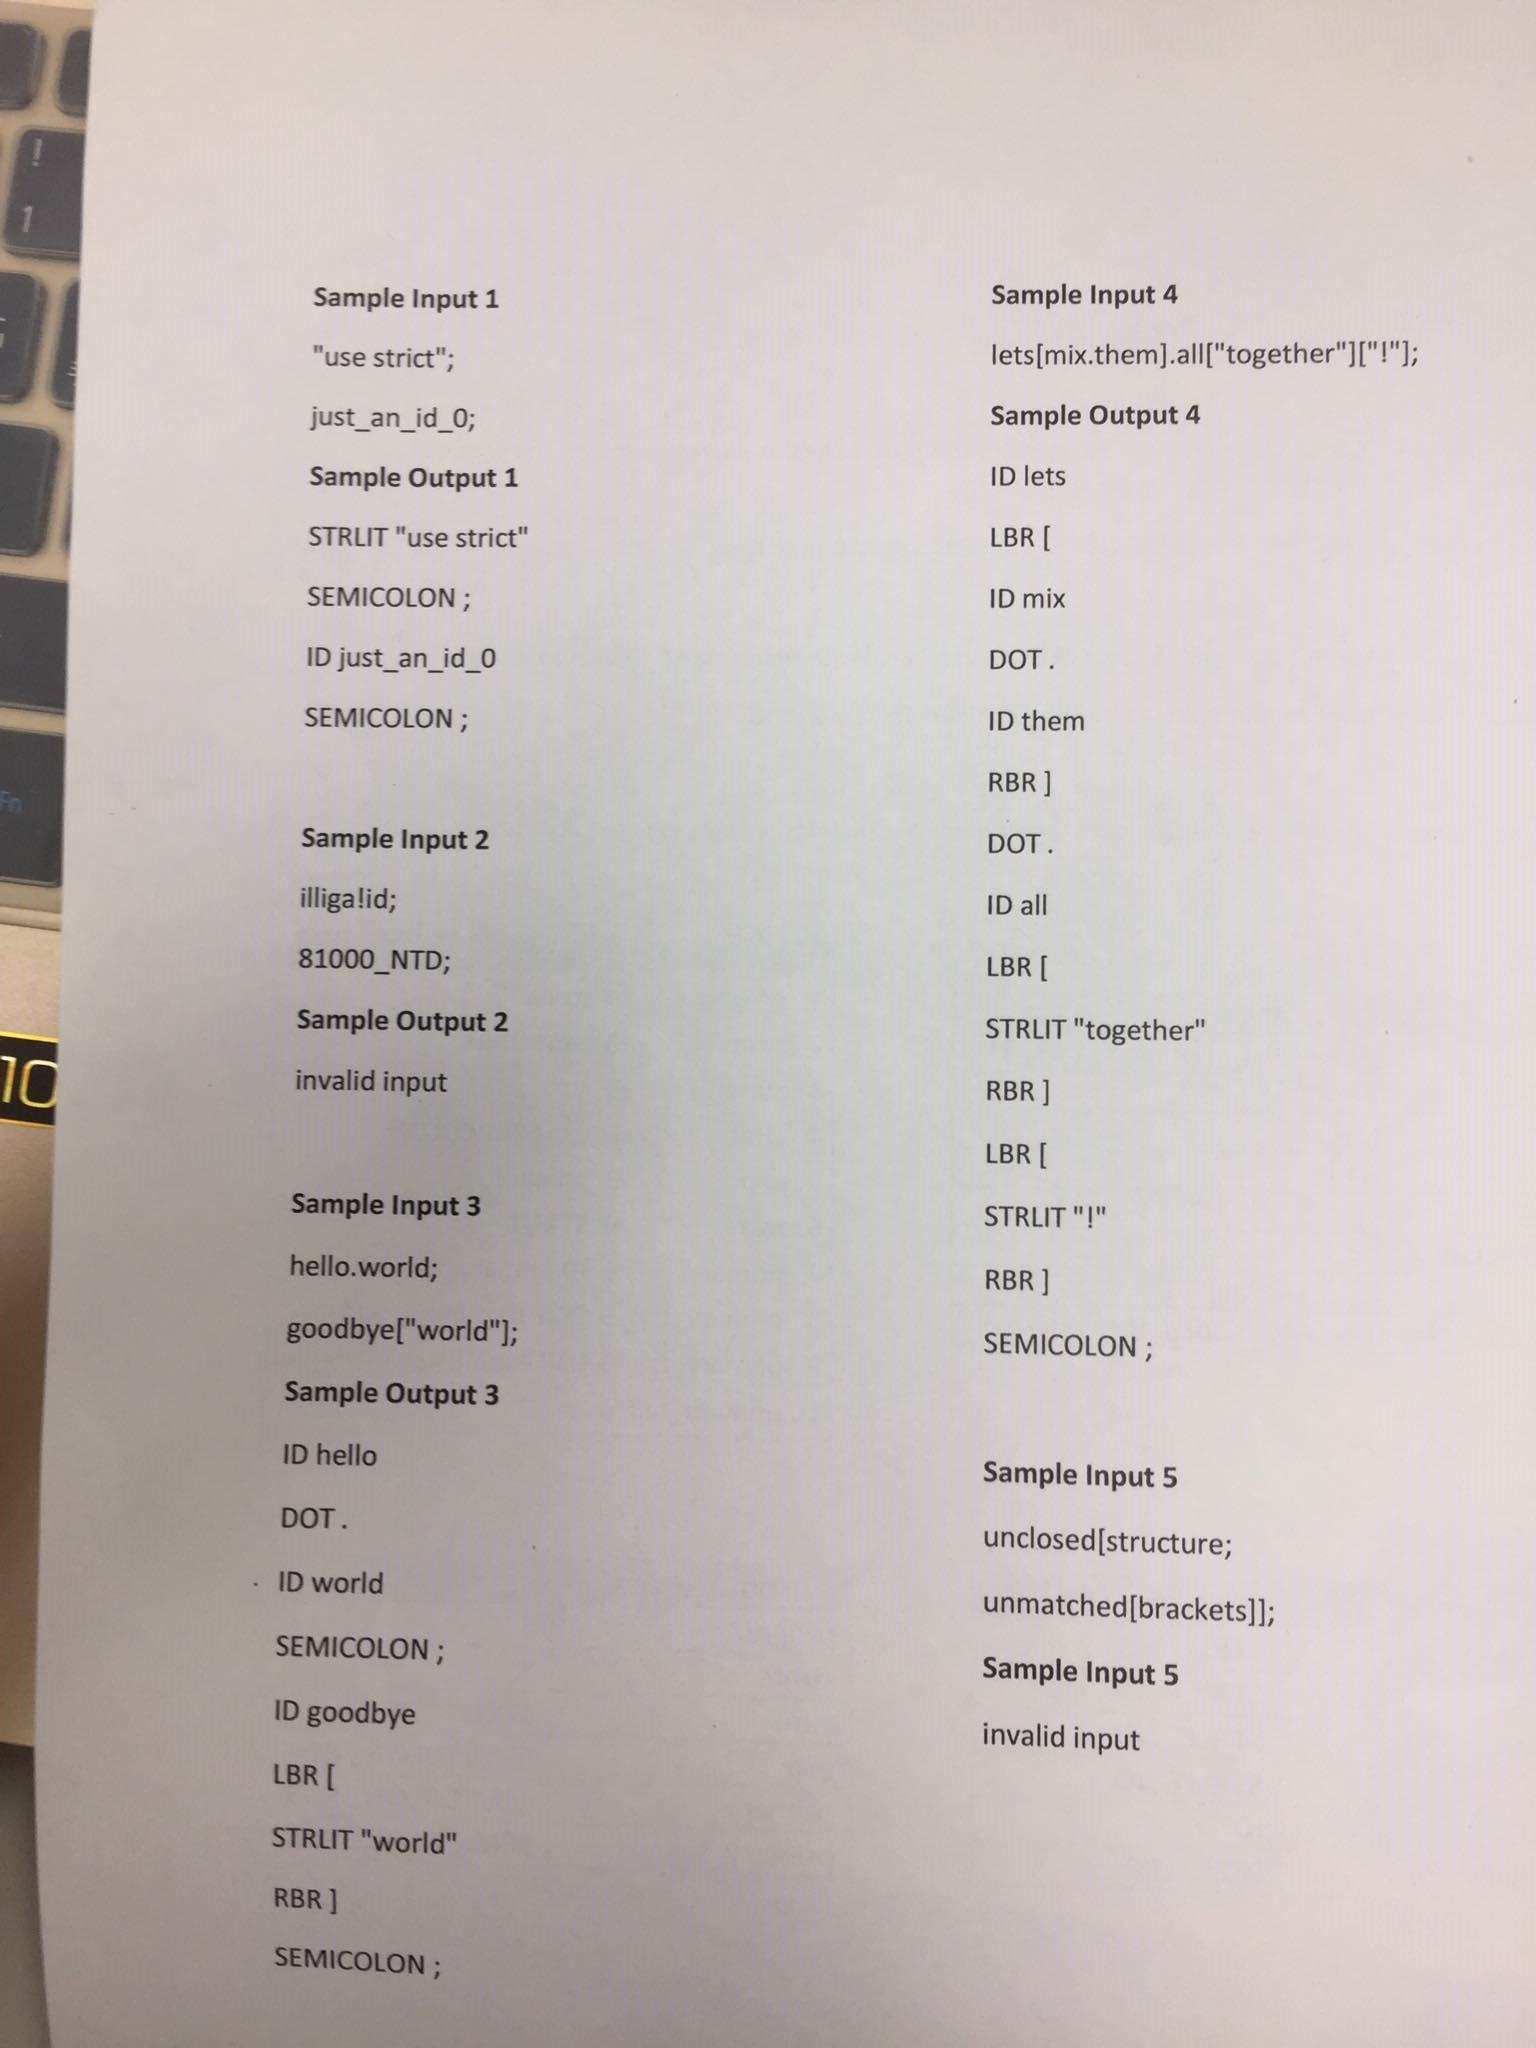 Sample Input 1
"use strict";
just_an_id_0;
Sample Output 1
STRLIT "use strict"
SEMICOLON ;
ID just_an_id_0
SEMICOLON ;
Sample Input 2
illiga!id;
81000_NTD;
Sample Output 2
invalid input
Sample Input 3
hello.world;
goodbye["world"];
Sample Output 3
ID hello
DOT .
ID world
SEMICOLON ;
ID goodbye
LBR [
STRLIT "world"
RBR ]
SEMICOLON ;
Sample Input 4
lets[mix.them].all["together"]["!"];
Sample Output 4
ID lets
LBR [
ID mix
DOT .
ID them
RBR ]
DOT .
ID all
LBR [
STRLIT "together"
RBR ]
LBR [
STRLIT "!"
RBR ]
SEMICOLON ;
Sample Input 5
unclosed[structure;
unmatched[brackets]];
Sample Input 5
invalid input
1
Fn
10